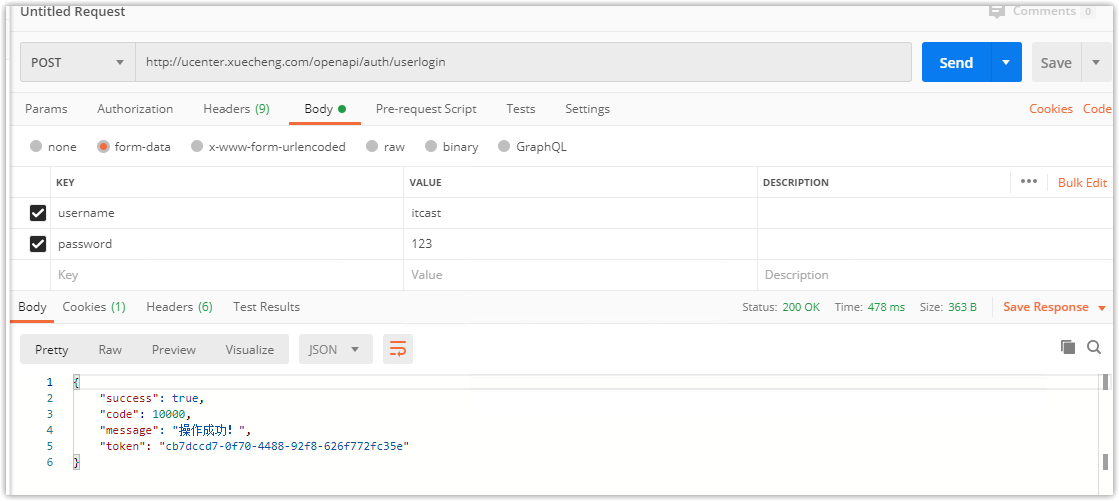 Untitled Request
Comments 0
POST http://ucenter.xuecheng.com/openapi/auth/userlogin Send Save
Params Authorization Headers (9) Body Pre-request Script Tests Settings Cookies Code
none form-data x-www-form-urlencoded raw binary GraphQL
KEY VALUE DESCRIPTION ••• Bulk Edit
username itcast
password 123
Key Value Description
Body Cookies (1) Headers (6) Test Results Status: 200 OK Time: 478 ms Size: 363 B Save Response
Pretty Raw Preview Visualize JSON
1 {
2 "success": true,
3 "code": 10000,
4 "message": "操作成功！",
5 "token": "cb7dccd7-0f70-4488-92f8-626f772fc35e"
6 }